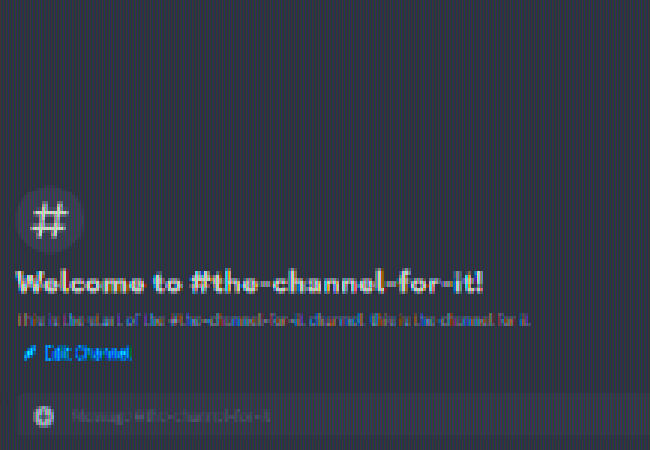 #
Welcome to #the-channel-for-it!
This is the start of the #the-channel-for-it channel. this is the channel for it.
Edit Channel
Message #the-channel-for-it